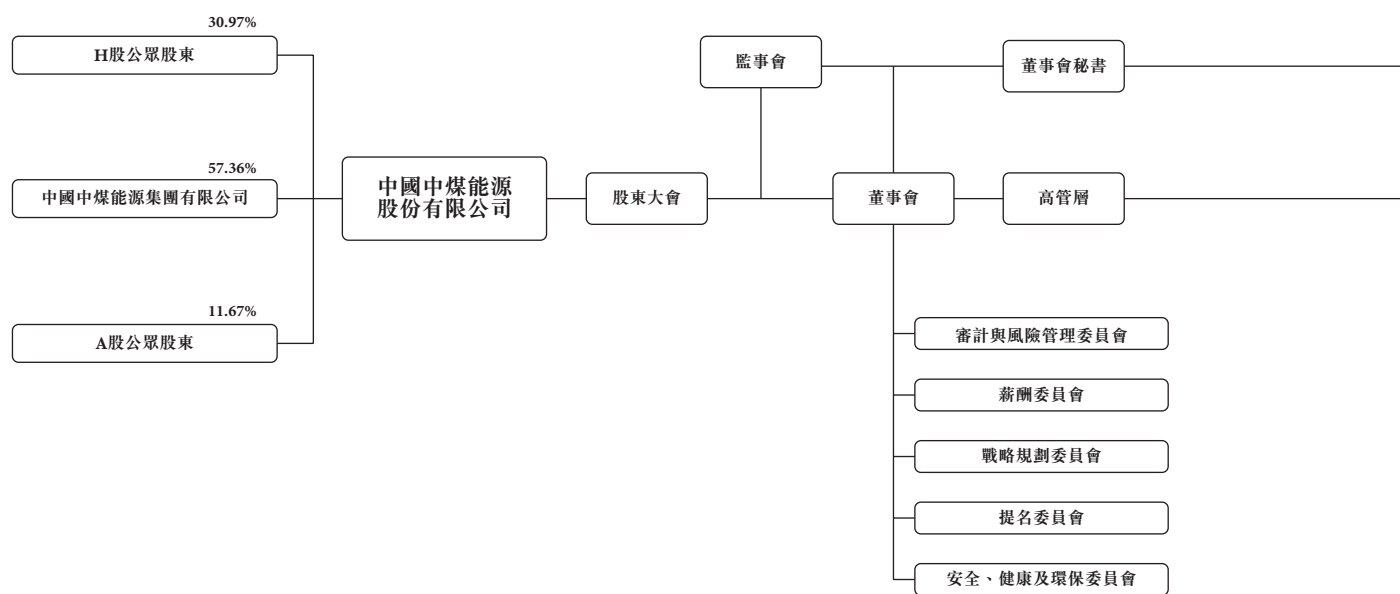 30.97%
H股公眾股東
57.36%
中國中煤能源集團有限公司
11.67%
A股公眾股東
中國中煤能源
股份有限公司
股東大會
監事會
董事會
董事會秘書
高管層
審計與風險管理委員會
薪酬委員會
戰略規劃委員會
提名委員會
安全、健康及環保委員會